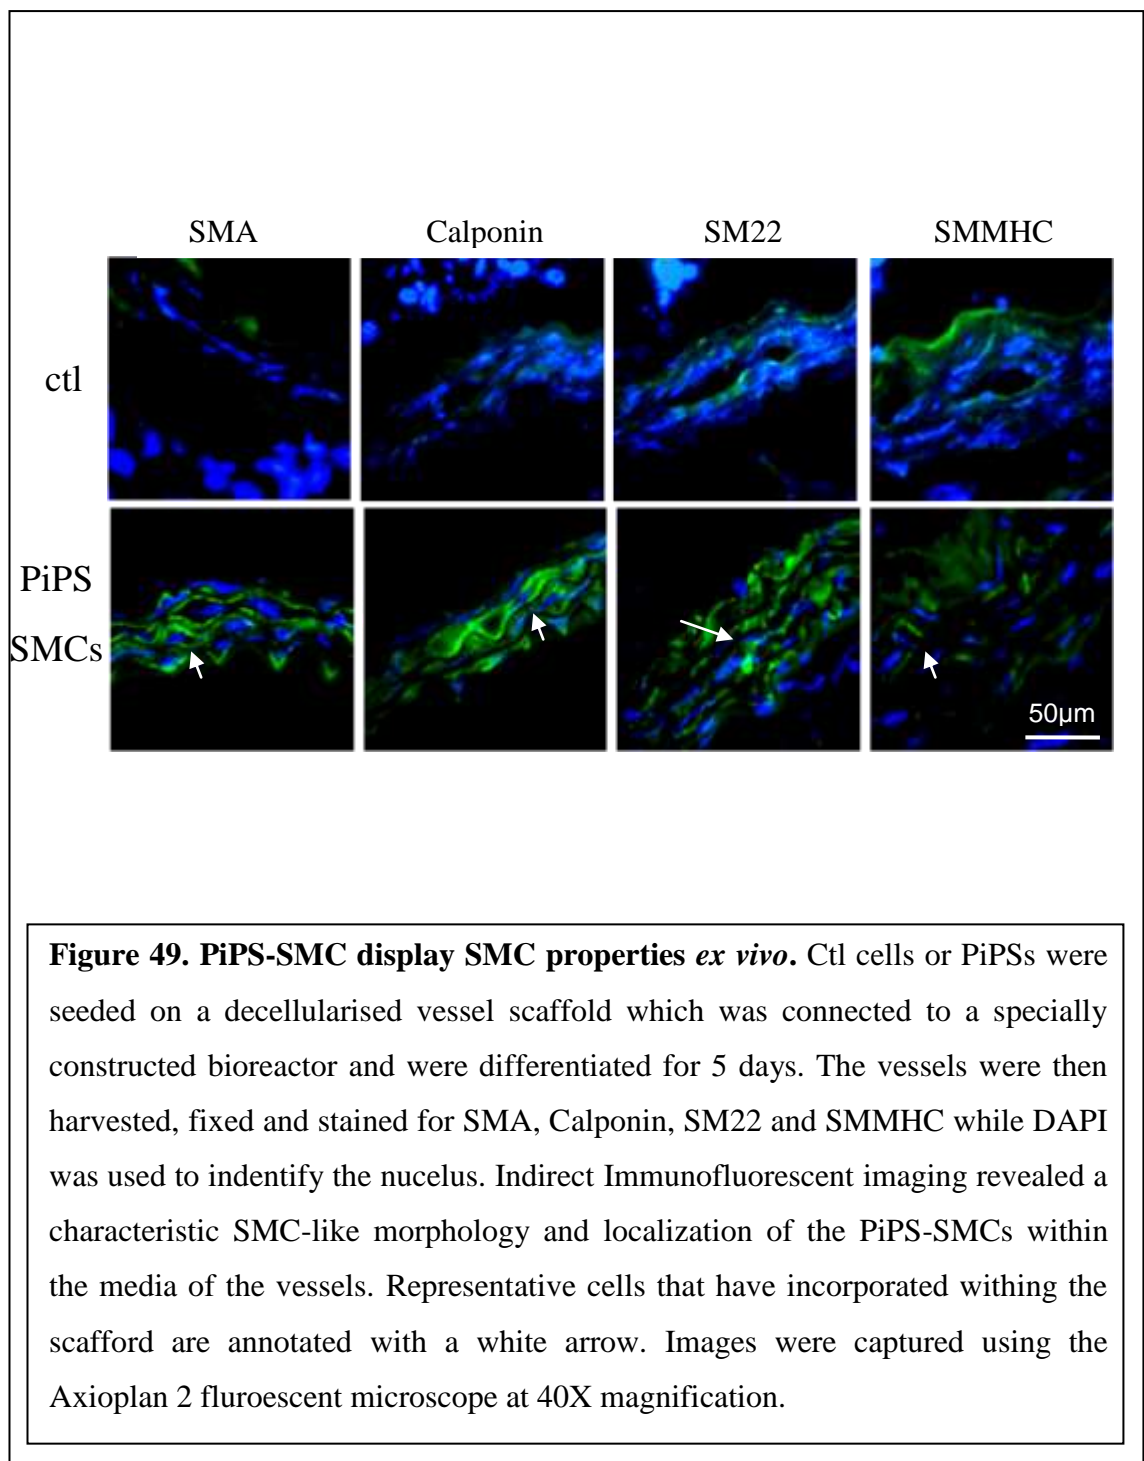 SMA Calponin SM22 SMMHC
ctl
PiPS
SMCs
50µm
Figure 49. PiPS-SMC display SMC properties ex vivo. Ctl cells or PiPSs were
seeded on a decellularised vessel scaffold which was connected to a specially
constructed bioreactor and were differentiated for 5 days. The vessels were then
harvested, fixed and stained for SMA, Calponin, SM22 and SMMHC while DAPI
was used to indentify the nucelus. Indirect Immunofluorescent imaging revealed a
characteristic SMC-like morphology and localization of the PiPS-SMCs within
the media of the vessels. Representative cells that have incorporated withing the
scafford are annotated with a white arrow. Images were captured using the
Axioplan 2 fluroescent microscope at 40X magnification.